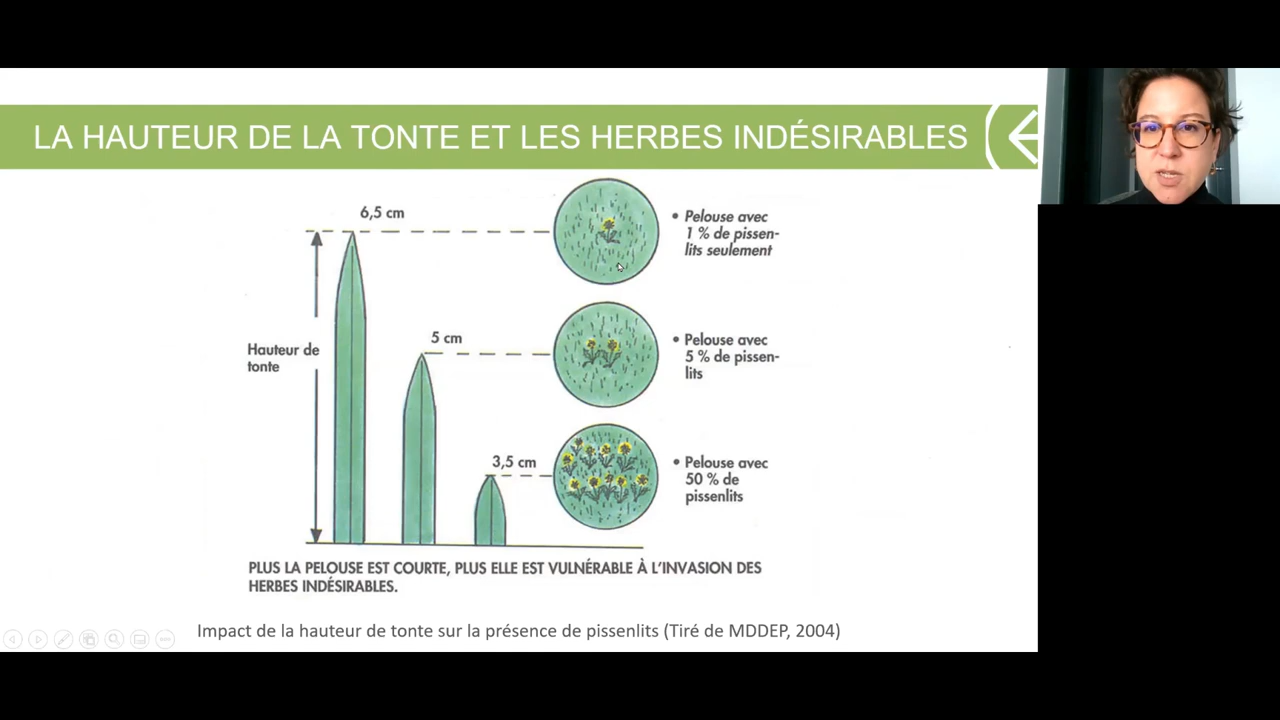 LA HAUTEUR DE LA TONTE ET LES HERBES INDÉSIRABLES
6,5 cm
• Pelouse avec
1 % de pissen-
lits seulement
5 cm
Hauteur de
tonte
• Pelouse avec
5 % de pissen-
lits
3,5 cm
• Pelouse avec
50 % de
pissenlits
PLUS LA PELOUSE EST COURTE, PLUS ELLE EST VULNÉRABLE À L'INVASION DES
HERBES INDÉSIRABLES.
Impact de la hauteur de tonte sur la présence de pissenlits (Tiré de MDDEP, 2004)